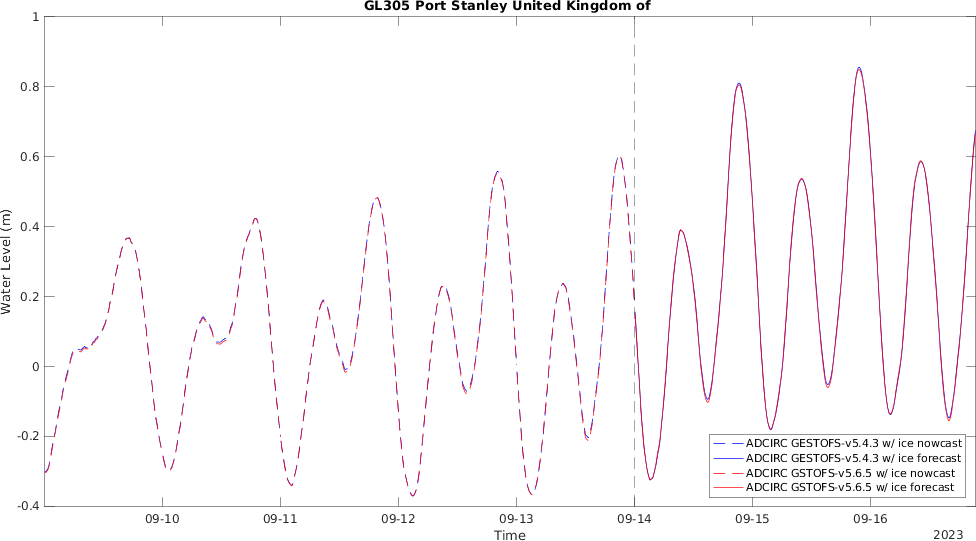 GL305 Port Stanley United Kingdom of
1
0.8
0.6
0.4
0.2
0
-0.2
-0.4
Water Level (m)
ADCIRC GESTOFS-v5.4.3 w/ ice nowcast
ADCIRC GESTOFS-v5.4.3 w/ ice forecast
ADCIRC GSTOFS-v5.6.5 w/ ice nowcast
ADCIRC GSTOFS-v5.6.5 w/ ice forecast
09-10 09-11 09-12 09-13 09-14 09-15 09-16
Time
2023